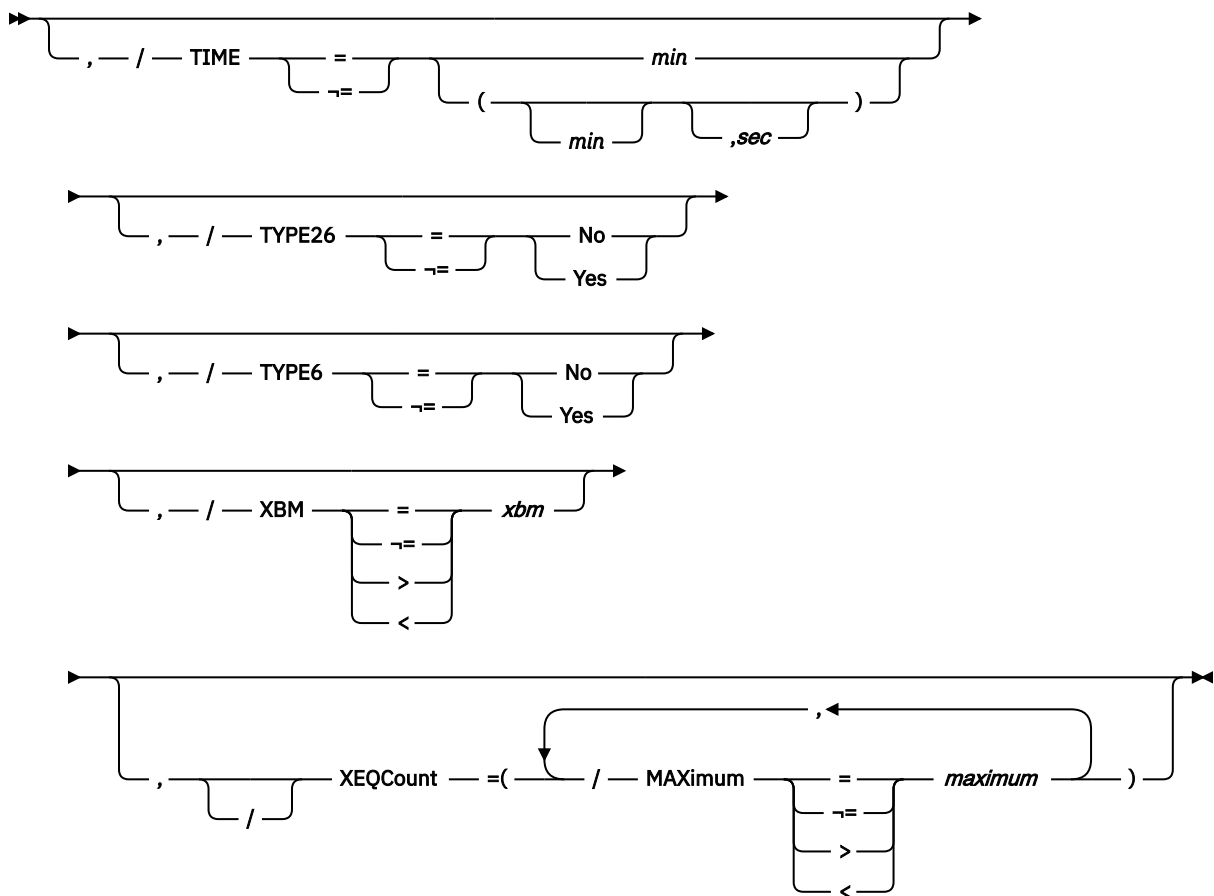 , / TIME = min
¬=
( )
min ,sec
, / TYPE26 = No
¬= Yes
, / TYPE6 = No
¬= Yes
, / XBM = xbm
¬=
>
<
,
, XEQCount =( / MAXimum = maximum )
/ ¬=
>
<